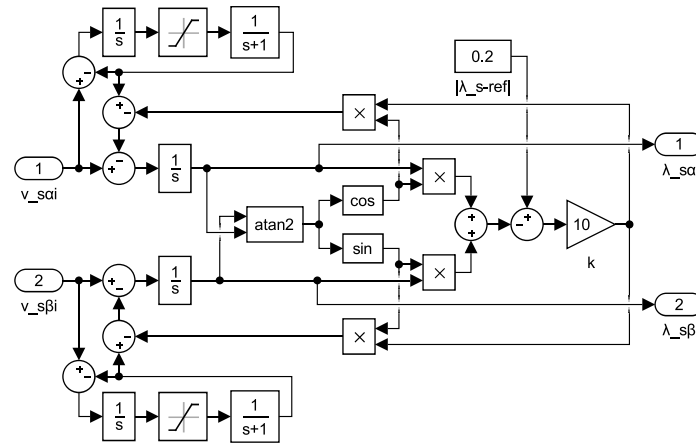 1
s
1
s+1
0.2
|λ_s-ref|
+
-
+
-
×
1
v_sαi
+
-
1
s
×
1
λ_sα
atan2
cos
sin
+
+
-
+
10
k
2
v_sβi
+
-
1
s
×
2
λ_sβ
+
-
×
+
-
1
s
1
s+1